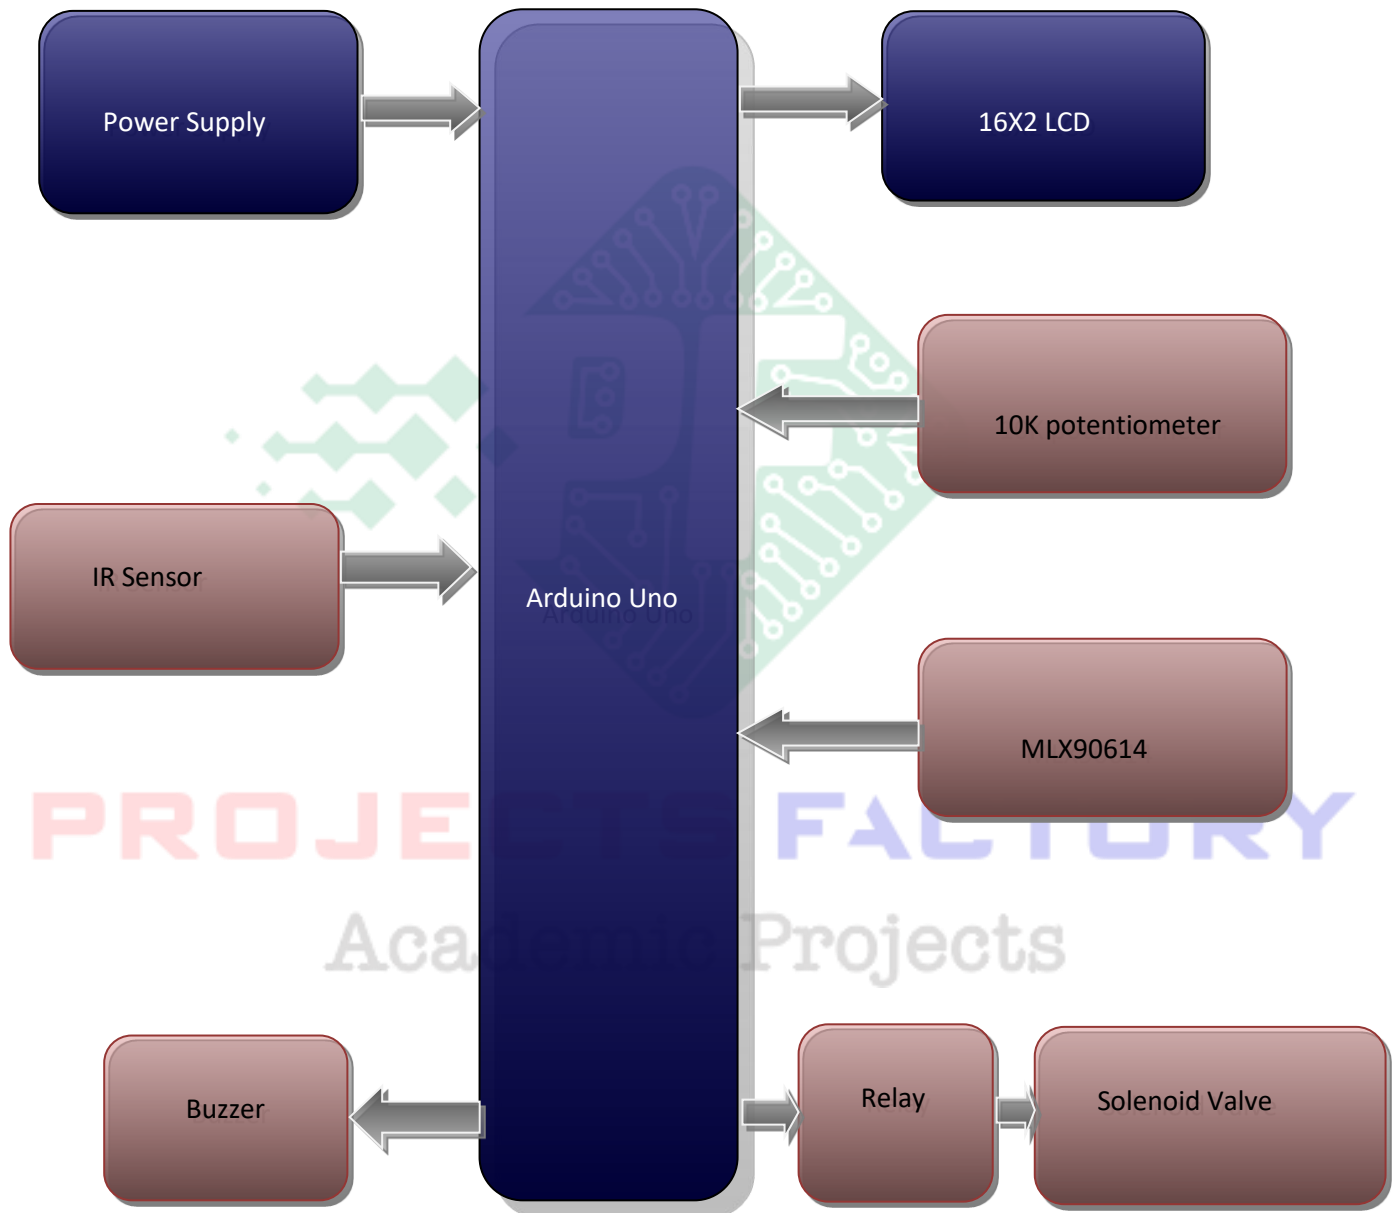 Power Supply
16X2 LCD
10K potentiometer
IR Sensor
Arduino Uno
MLX90614
PROJECTS FACTORY
Academic Projects
Buzzer
Relay
Solenoid Valve